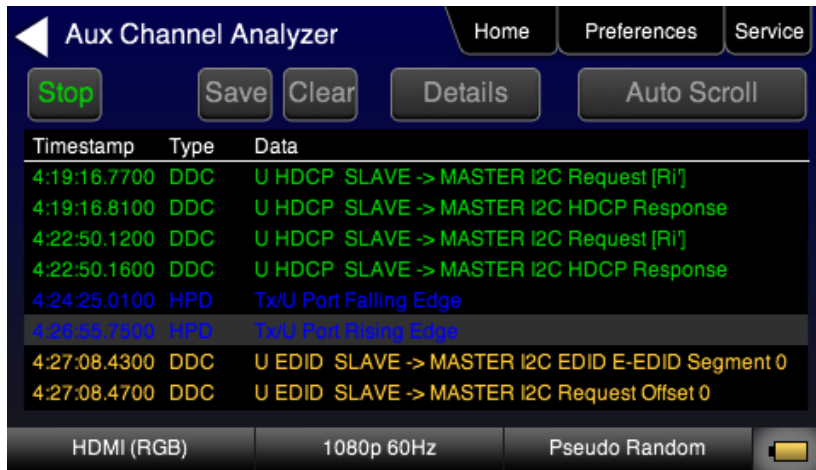 Aux Channel Analyzer Home Preferences Service
Stop Save Clear Details Auto Scroll
Timestamp Type Data
4:19:16.7700 DDC U HDCP SLAVE -> MASTER I2C Request [Ri']
4:19:16.8100 DDC U HDCP SLAVE -> MASTER I2C HDCP Response
4:22:50.1200 DDC U HDCP SLAVE -> MASTER I2C Request [Ri']
4:22:50.1600 DDC U HDCP SLAVE -> MASTER I2C HDCP Response
4:24:25.0100 HPD Tx/U Port Falling Edge
4:26:55.7500 HPD Tx/U Port Rising Edge
4:27:08.4300 DDC U EDID SLAVE -> MASTER I2C EDID E-EDID Segment 0
4:27:08.4700 DDC U EDID SLAVE -> MASTER I2C Request Offset 0
HDMI (RGB) 1080p 60Hz Pseudo Random